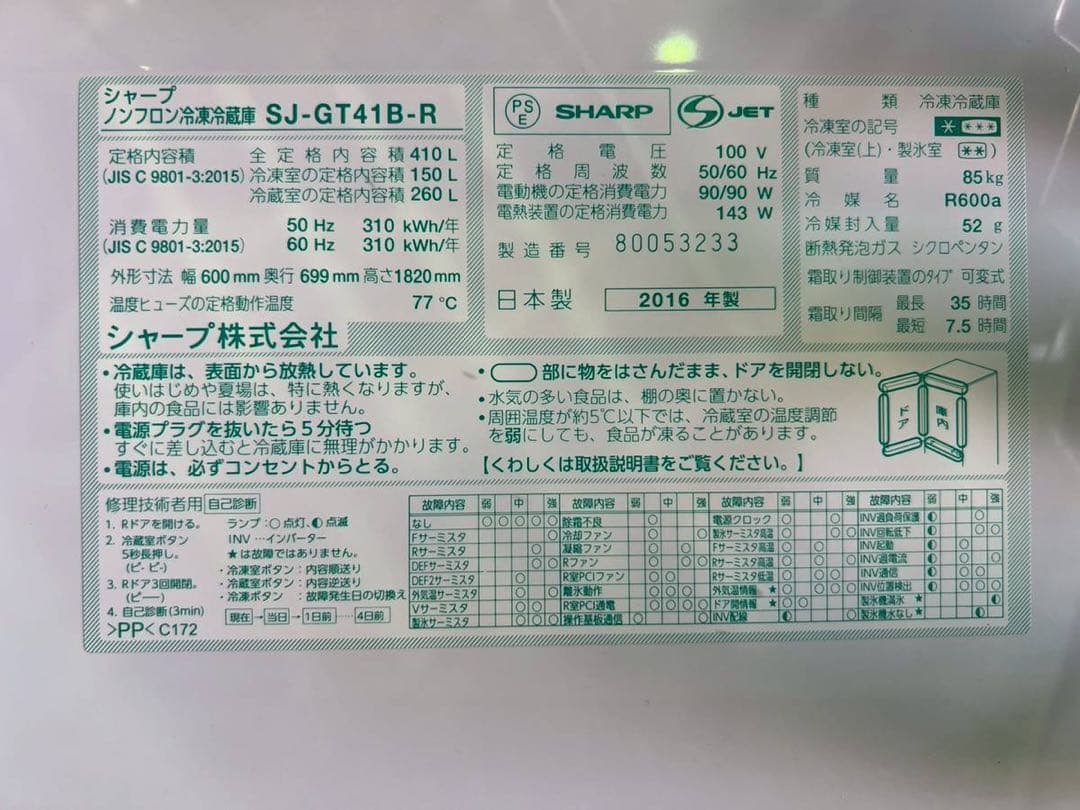 シャープ
ノンフロン冷凍冷蔵庫 SJ-GT41B-R
定格内容積 全定格内容積 410 L
(JIS C 9801-3:2015) 冷凍室の定格内容積 150 L
冷蔵室の定格内容積 260 L
消費電力量 50 Hz 310 kWh/年
(JIS C 9801-3:2015) 60 Hz 310 kWh/年
外形寸法 幅 600 mm 奥行 699 mm 高さ 1820 mm
温度ヒューズの定格動作温度 77 ℃
シャープ株式会社
PS E SHARP S JET
定格電圧 100 V
定格周波数 50/60 Hz
電動機の定格消費電力 90/90 W
電熱装置の定格消費電力 143 W
製造番号 80053233
日本製 2016 年製
種類 冷凍冷蔵庫
冷凍室の記号 * ***
(冷凍室(上)・製氷室 ** )
質量 85 kg
冷媒名 R600a
冷媒封入量 52 g
断熱発泡ガス シクロペンタン
霜取り制御装置のタイプ 可変式
霜取り間隔 最長 35 時間
最短 7.5 時間
・冷蔵庫は、表面から放熱しています。
使いはじめや夏場は、特に熱くなりますが、
庫内の食品には影響ありません。
・電源プラグを抜いたら5分待つ
すぐに差し込むと冷蔵庫に無理がかかります。
・電源は、必ずコンセントからとる。
・ 部に物をはさんだまま、ドアを開閉しない。
・水気の多い食品は、棚の奥に置かない。
・周囲温度が約5℃以下では、冷蔵室の温度調節
を弱にしても、食品が凍ることがあります。
【くわしくは取扱説明書をご覧ください。】
ドア 庫内
修理技術者用 自己診断
1. Rドアを開ける。
2. 冷蔵室ボタン
5秒長押し。
(ピ・ピ・)
3. Rドア3回開閉。
(ピー)
4. 自己診断(3min)
>PP< C172
ランプ:○点灯、◐点滅
INV …インバーター
★は故障ではありません。
・冷凍室ボタン:内容順送り
・冷蔵室ボタン:内容逆送り
・冷凍ボタン:故障発生日の切換え
現在→当日→1日前‥‥4日前
故障内容 弱 中 強 故障内容 弱 中 強 故障内容 弱 中 強 故障内容 弱 中 強
なし
Fサーミスタ
Rサーミスタ
DEFサーミスタ
DEF2サーミスタ
外気サーミスタ
Vサーミスタ
製氷サーミスタ
除霜不良
冷却ファン
凝縮ファン
Rファン
R室PCIファン
離氷動作
R室PCI通電
操作基板通信
電源クロック
製氷サーミスタ高温
Fサーミスタ高温
Rサーミスタ高温
Rサーミスタ低温
外気温情報 ★
ドア開情報 ★
INV配線
INV過負荷保護
INV回転低下
INV起動
INV過電流
INV通信
INV位置検出
製氷機満氷 ★
製氷機水なし ★